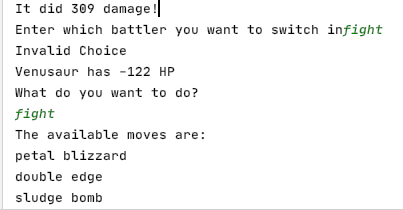 It did 309 damage!
Enter which battler you want to switch infight
Invalid Choice
Venusaur has -122 HP
What do you want to do?
fight
The available moves are:
petal blizzard
double edge
sludge bomb